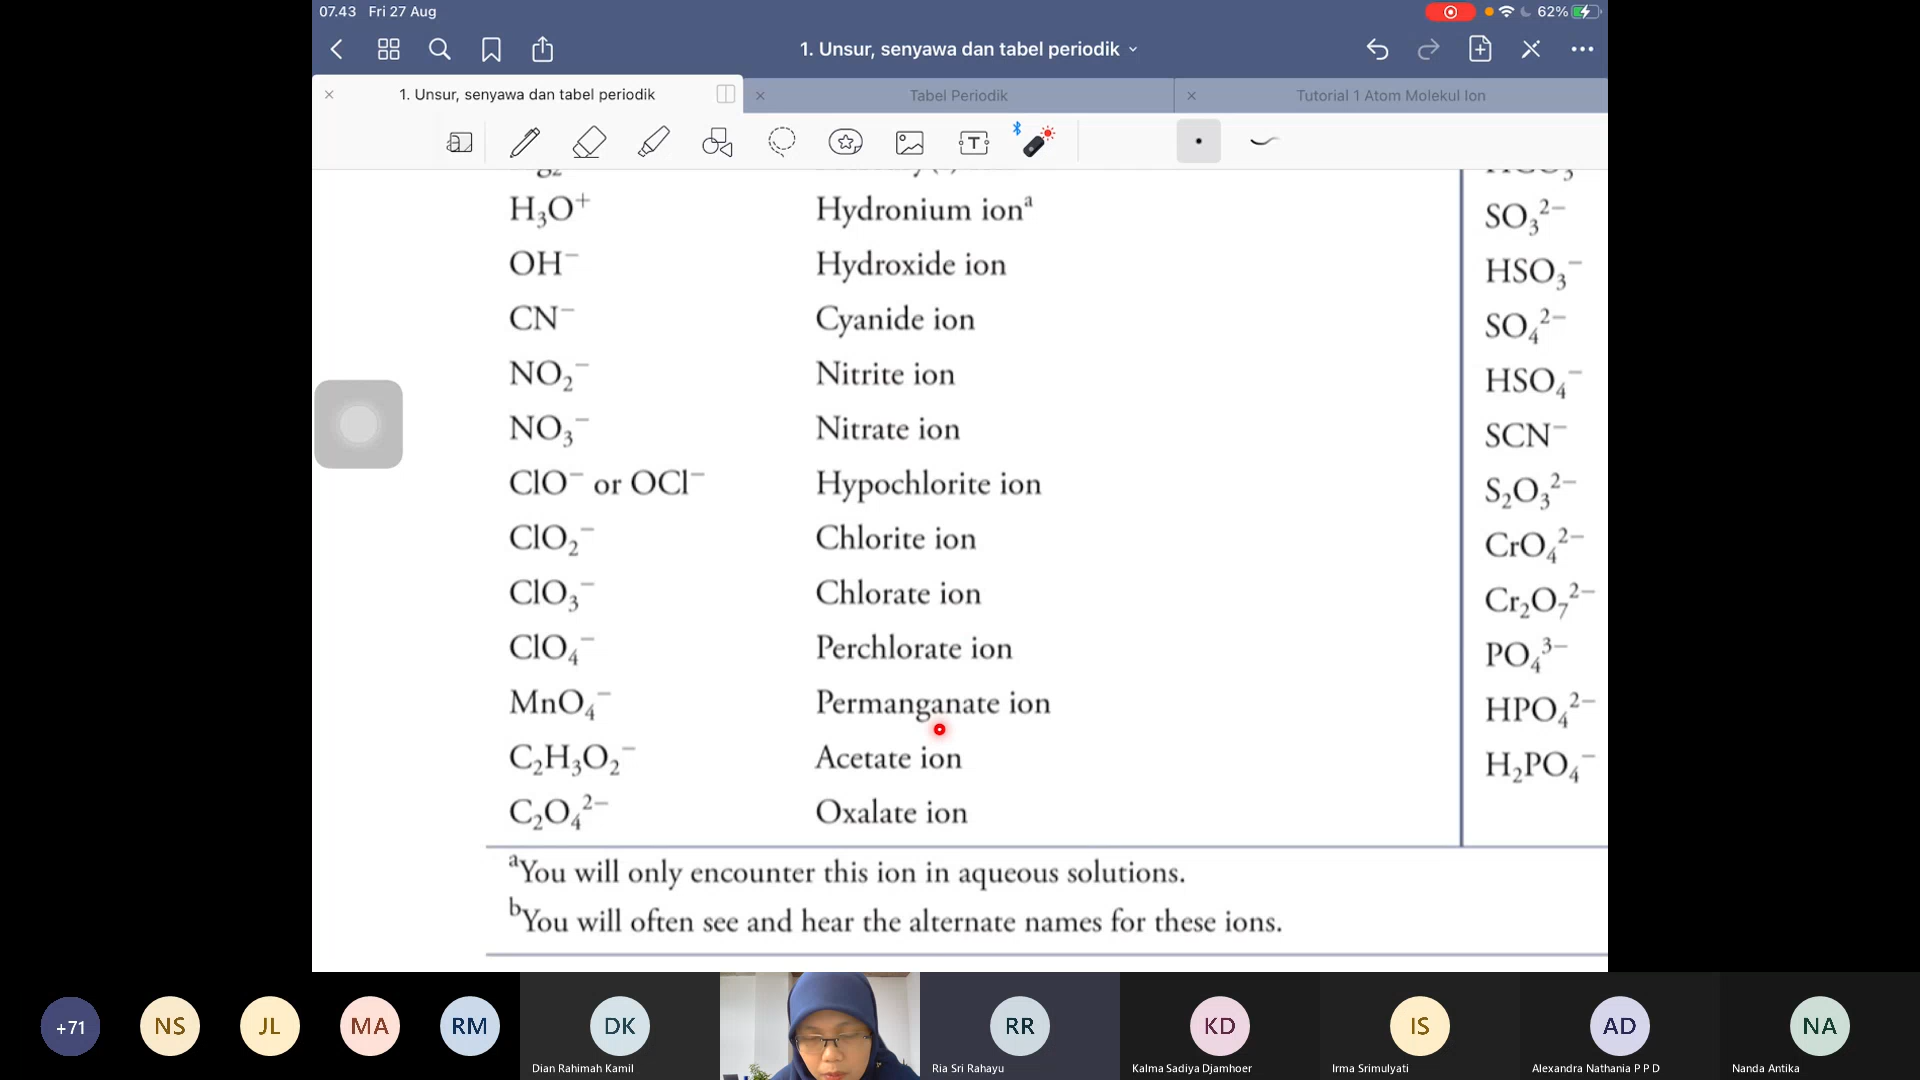 07.43 Fri 27 Aug
62%
1. Unsur, senyawa dan tabel periodik
1. Unsur, senyawa dan tabel periodik
Tabel Periodik
Tutorial 1 Atom Molekul Ion
H₃O⁺ Hydronium ionᵃ
OH⁻ Hydroxide ion
CN⁻ Cyanide ion
NO₂⁻ Nitrite ion
NO₃⁻ Nitrate ion
ClO⁻ or OCl⁻ Hypochlorite ion
ClO₂⁻ Chlorite ion
ClO₃⁻ Chlorate ion
ClO₄⁻ Perchlorate ion
MnO₄⁻ Permanganate ion
C₂H₃O₂⁻ Acetate ion
C₂O₄²⁻ Oxalate ion
SO₃²⁻
HSO₃⁻
SO₄²⁻
HSO₄⁻
SCN⁻
S₂O₃²⁻
CrO₄²⁻
Cr₂O₇²⁻
PO₄³⁻
HPO₄²⁻
H₂PO₄⁻
ᵃYou will only encounter this ion in aqueous solutions.
ᵇYou will often see and hear the alternate names for these ions.
+71
NS
JL
MA
RM
DK
Dian Rahimah Kamil
RR
Ria Sri Rahayu
KD
Kalma Sadiya Djamhoer
IS
Irma Srimulyati
AD
Alexandra Nathania P P D
NA
Nanda Antika